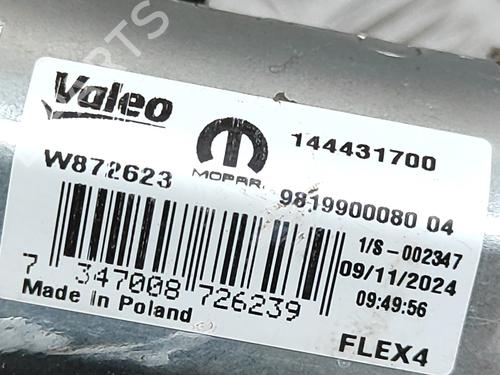 PARTS
Valeo
144431700
W872623
MOPAR
9819900080 04
1/S-002347
09/11/2024
09:49:56
7 347008 726239
Made In Poland
FLEX4